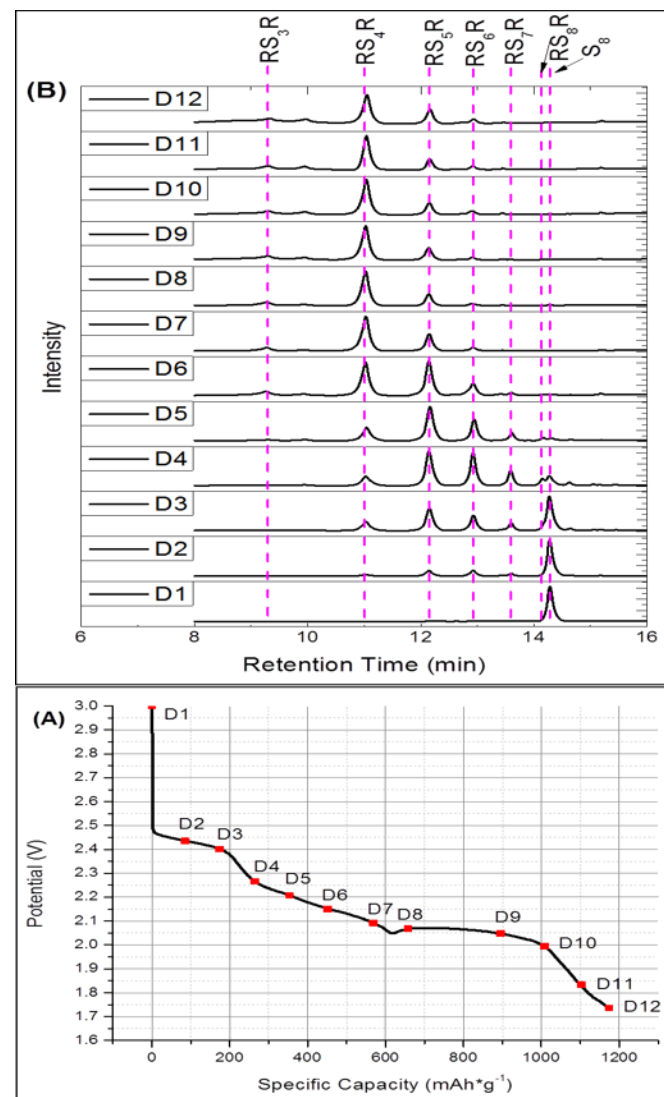 RS3R RS4R RS5R RS6R RS7R RS8R S8
(B)
D12
D11
D10
D9
D8
D7
D6
D5
D4
D3
D2
D1
Intensity
6 8 10 12 14 16
Retention Time (min)
(A)
3.0
2.9
2.8
2.7
2.6
2.5
2.4
2.3
2.2
2.1
2.0
1.9
1.8
1.7
1.6
Potential (V)
D1
D2
D3
D4
D5
D6
D7
D8
D9
D10
D11
D12
0 200 400 600 800 1000 1200
Specific Capacity (mAh*g-1)